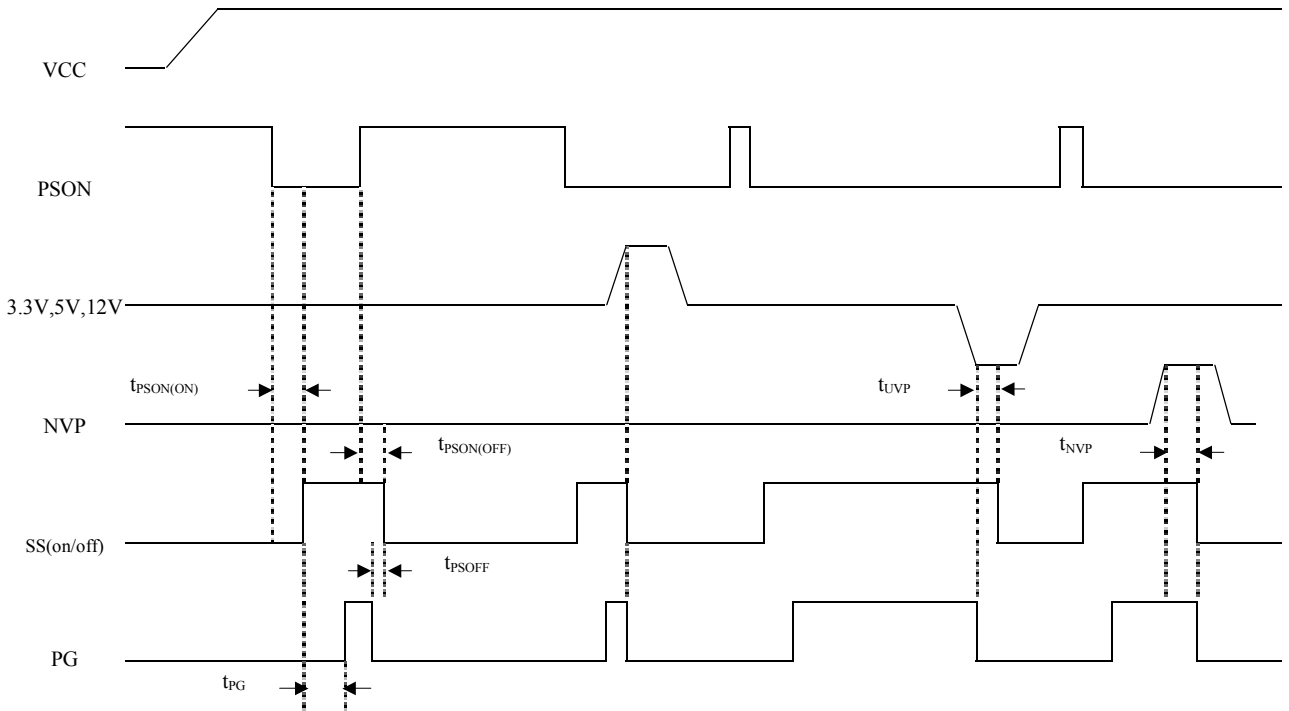 VCC
PSON
3.3V,5V,12V
tPSON(ON)
tUVP
NVP
tPSON(OFF)
tNVP
SS(on/off)
tPSOFF
PG
tPG